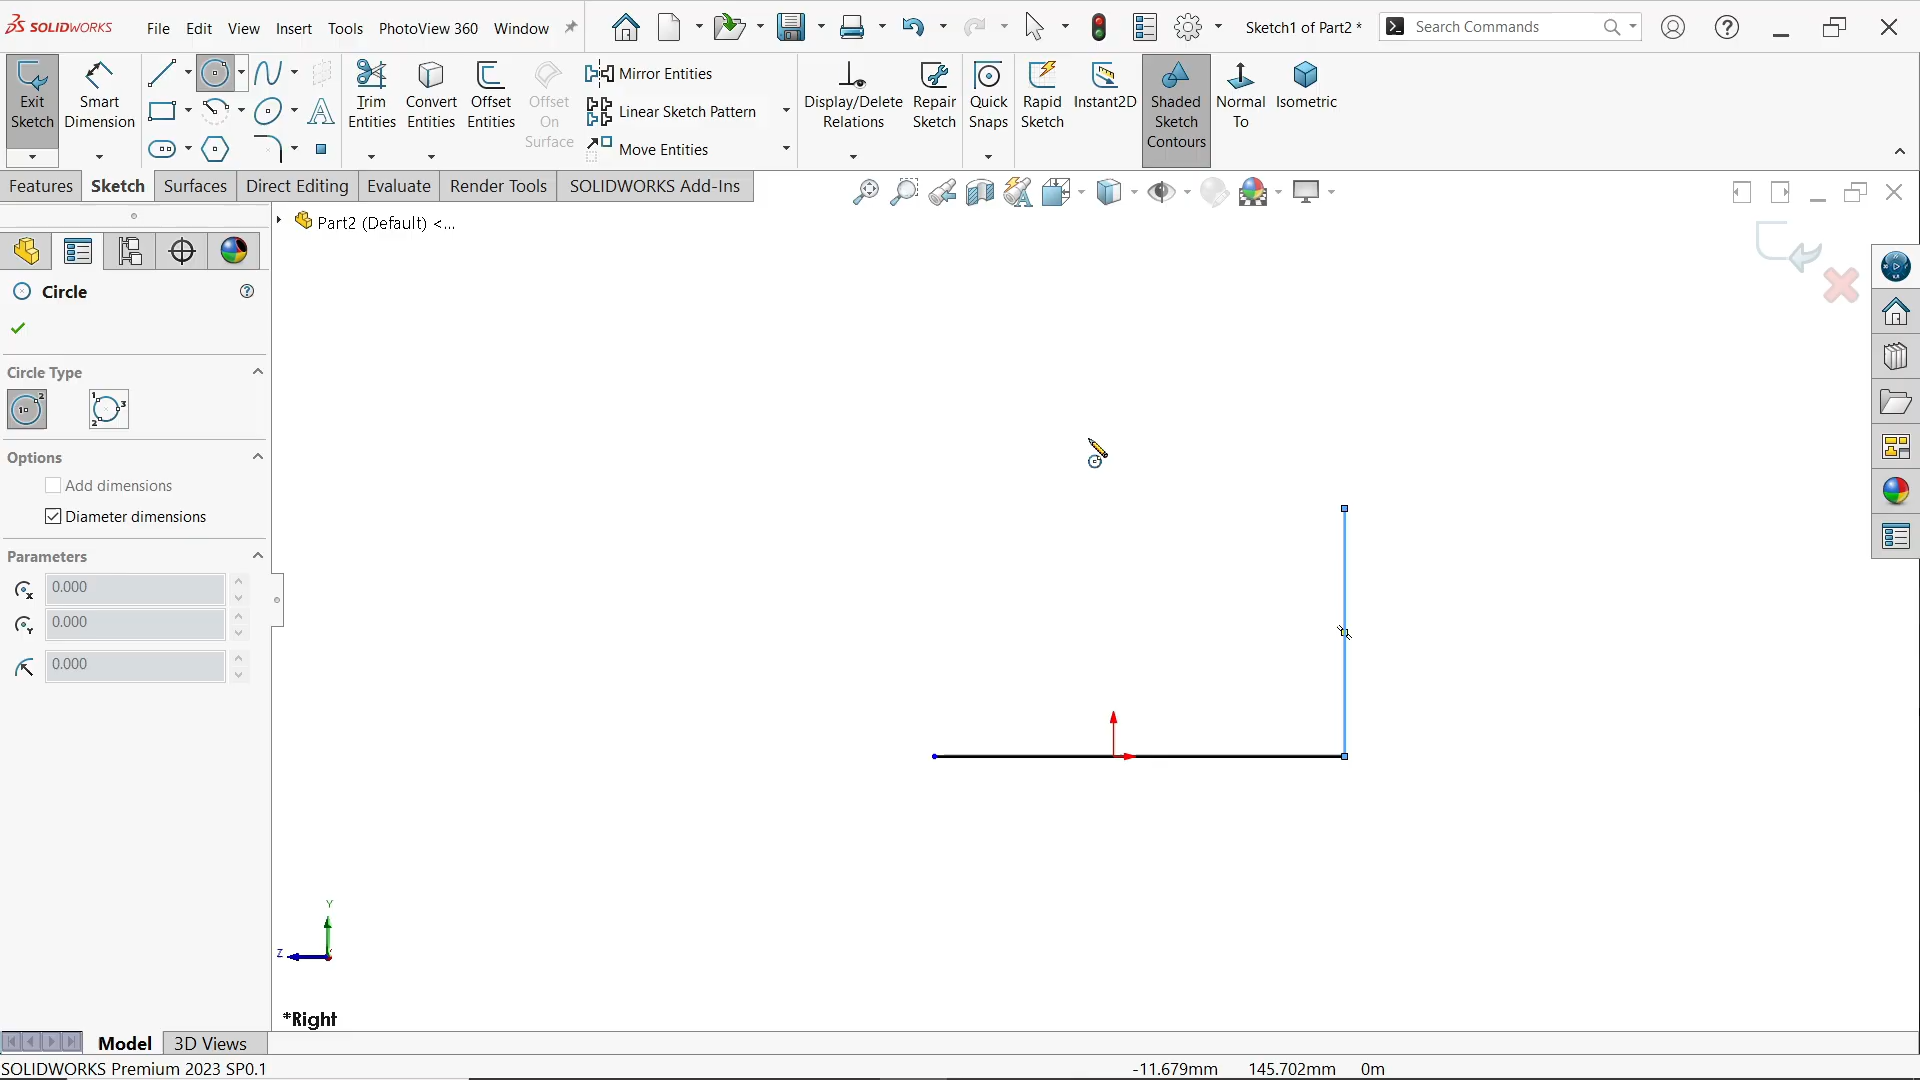 SOLIDWORKS File Edit View Insert Tools PhotoView 360 Window Sketch1 of Part2 * Search Commands
Exit Sketch
Smart Dimension
Trim Entities
Convert Entities
Offset Entities
Offset On Surface
Mirror Entities
Linear Sketch Pattern
Move Entities
Display/Delete Relations
Repair Sketch
Quick Snaps
Rapid Sketch
Instant2D
Shaded Sketch Contours
Normal To
Isometric
Features Sketch Surfaces Direct Editing Evaluate Render Tools SOLIDWORKS Add-Ins
Part2 (Default) <...
Circle
Circle Type
Options
Add dimensions
Diameter dimensions
Parameters
0.000
0.000
0.000
Y
Z
*Right
Model 3D Views
SOLIDWORKS Premium 2023 SP0.1 -11.679mm 145.702mm 0m